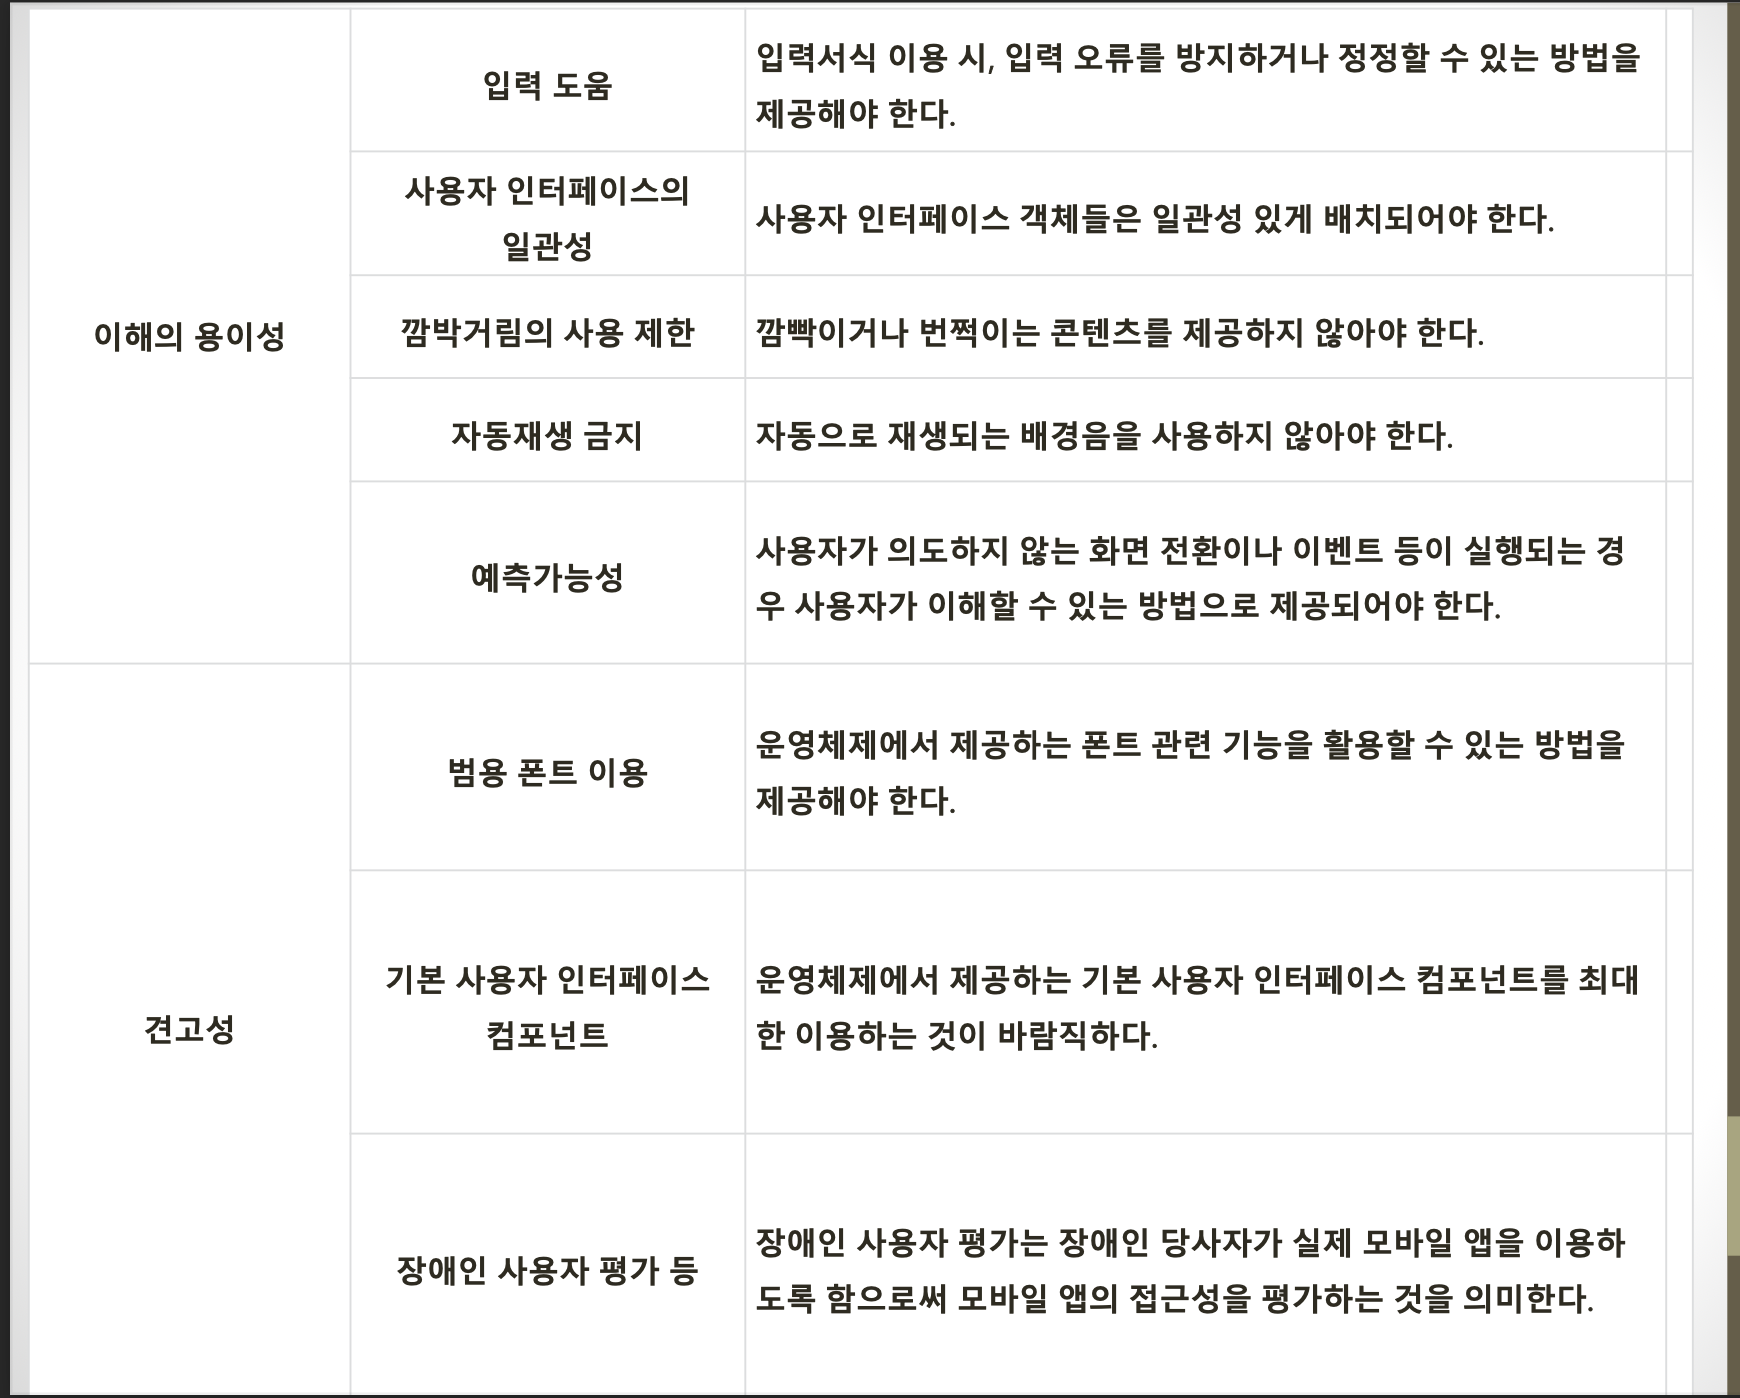 이해의 용이성
입력 도움
입력서식 이용 시, 입력 오류를 방지하거나 정정할 수 있는 방법을
제공해야 한다.
사용자 인터페이스의
일관성
사용자 인터페이스 객체들은 일관성 있게 배치되어야 한다.
깜박거림의 사용 제한
깜빡이거나 번쩍이는 콘텐츠를 제공하지 않아야 한다.
자동재생 금지
자동으로 재생되는 배경음을 사용하지 않아야 한다.
예측가능성
사용자가 의도하지 않는 화면 전환이나 이벤트 등이 실행되는 경
우 사용자가 이해할 수 있는 방법으로 제공되어야 한다.
견고성
범용 폰트 이용
운영체제에서 제공하는 폰트 관련 기능을 활용할 수 있는 방법을
제공해야 한다.
기본 사용자 인터페이스
컴포넌트
운영체제에서 제공하는 기본 사용자 인터페이스 컴포넌트를 최대
한 이용하는 것이 바람직하다.
장애인 사용자 평가 등
장애인 사용자 평가는 장애인 당사자가 실제 모바일 앱을 이용하
도록 함으로써 모바일 앱의 접근성을 평가하는 것을 의미한다.